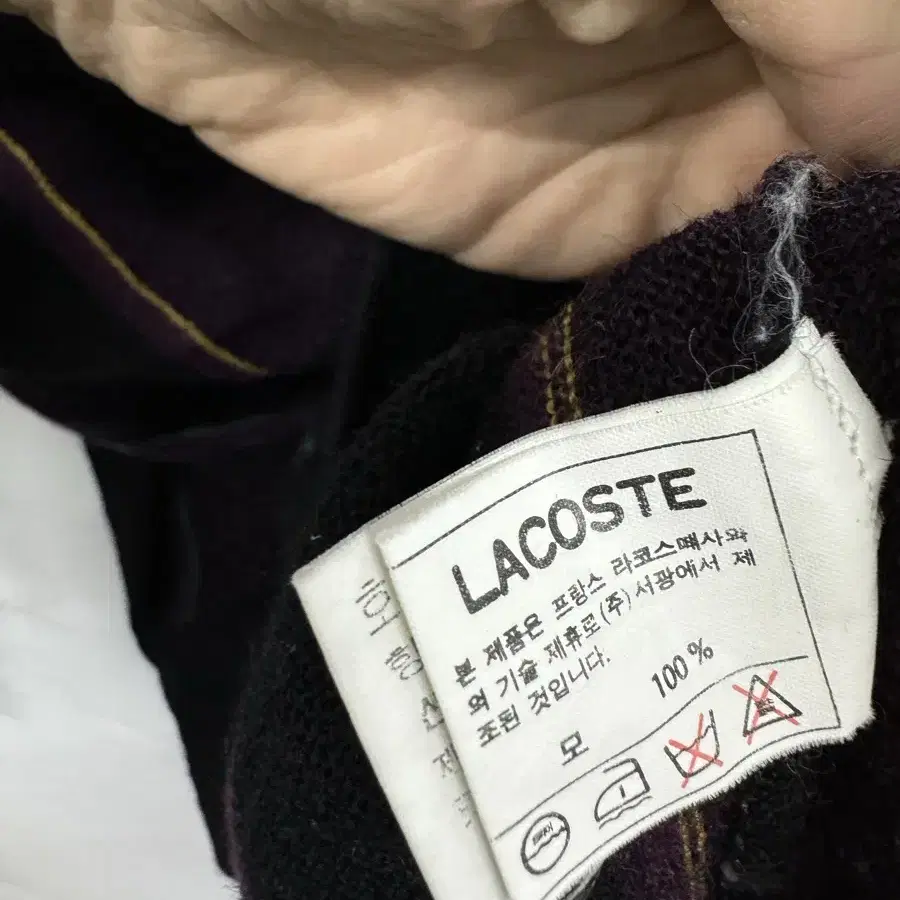 LACOSTE
본 제품은 프랑스 라코스떼사와
의 기술 제휴로(주)서광에서 제
조된 것입니다.
모 100%